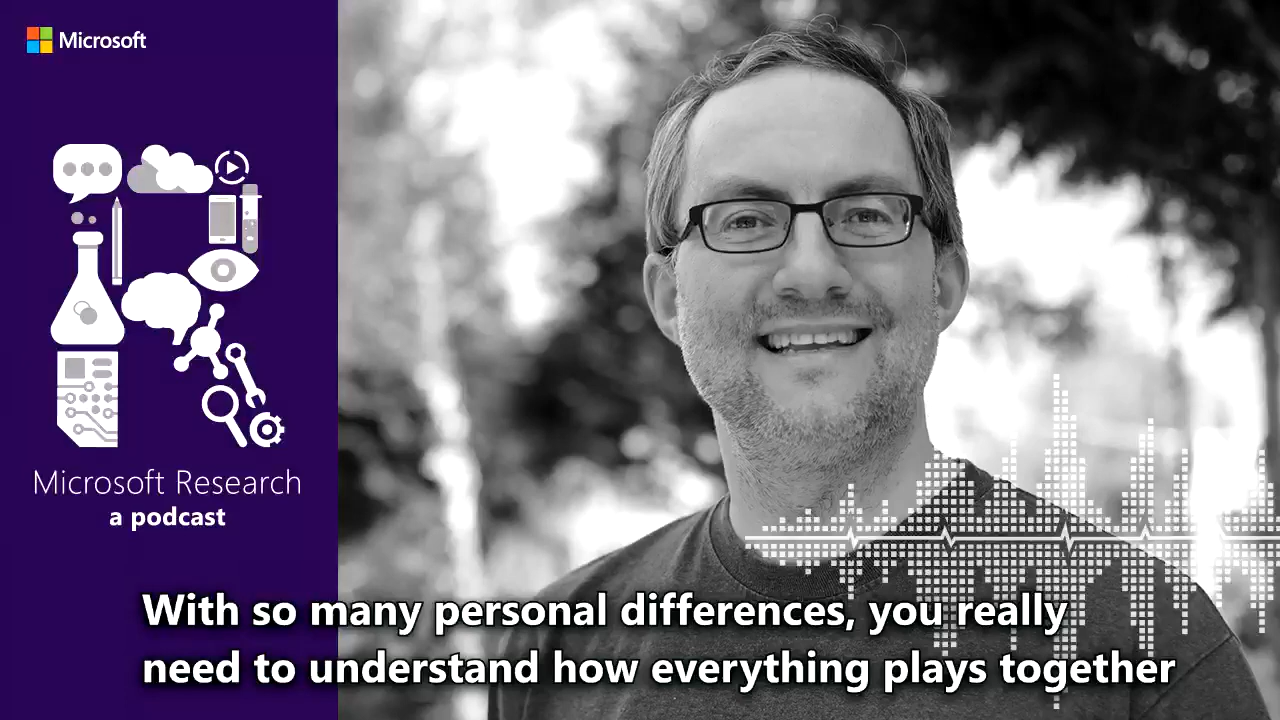 Microsoft
Microsoft Research
a podcast
With so many personal differences, you really
need to understand how everything plays together